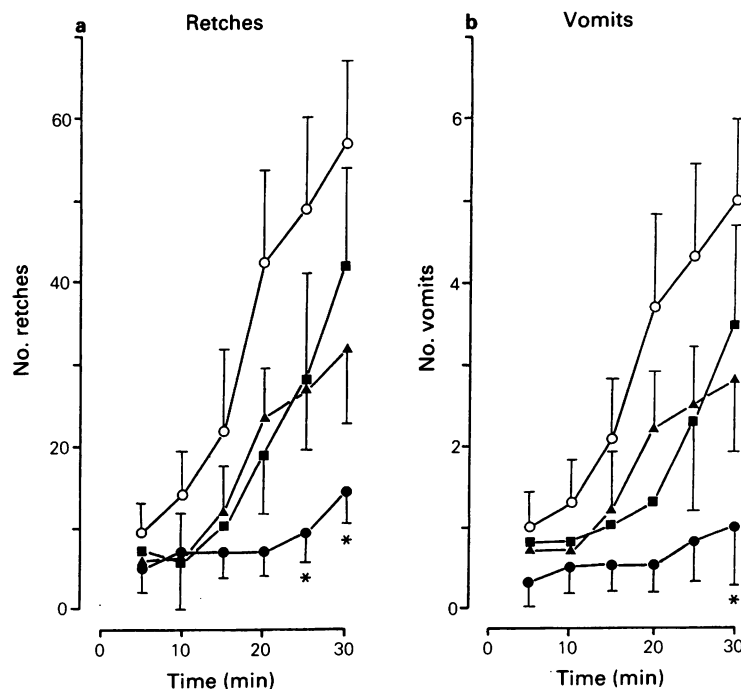 a Retches
b Vomits
60
40
20
0
No. retches
6
4
2
0
No. vomits
*
*
*
0 10 20 30
Time (min)
0 10 20 30
Time (min)